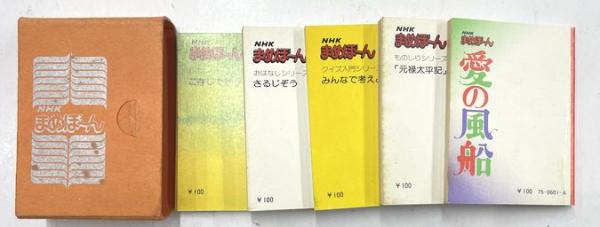 NHK
まめほーん
NHK
まめほーん
¥100
NHK
まめほーん
おはなしシリーズ
さるじぞう
¥100
NHK
まめほーん
クイズ入門シリーズ
みんなで考え
¥100
NHK
まめほーん
ものしりシリーズ
「元禄太平記」
¥100
NHK
まめほーん
愛の風船
¥100 75-0601-A